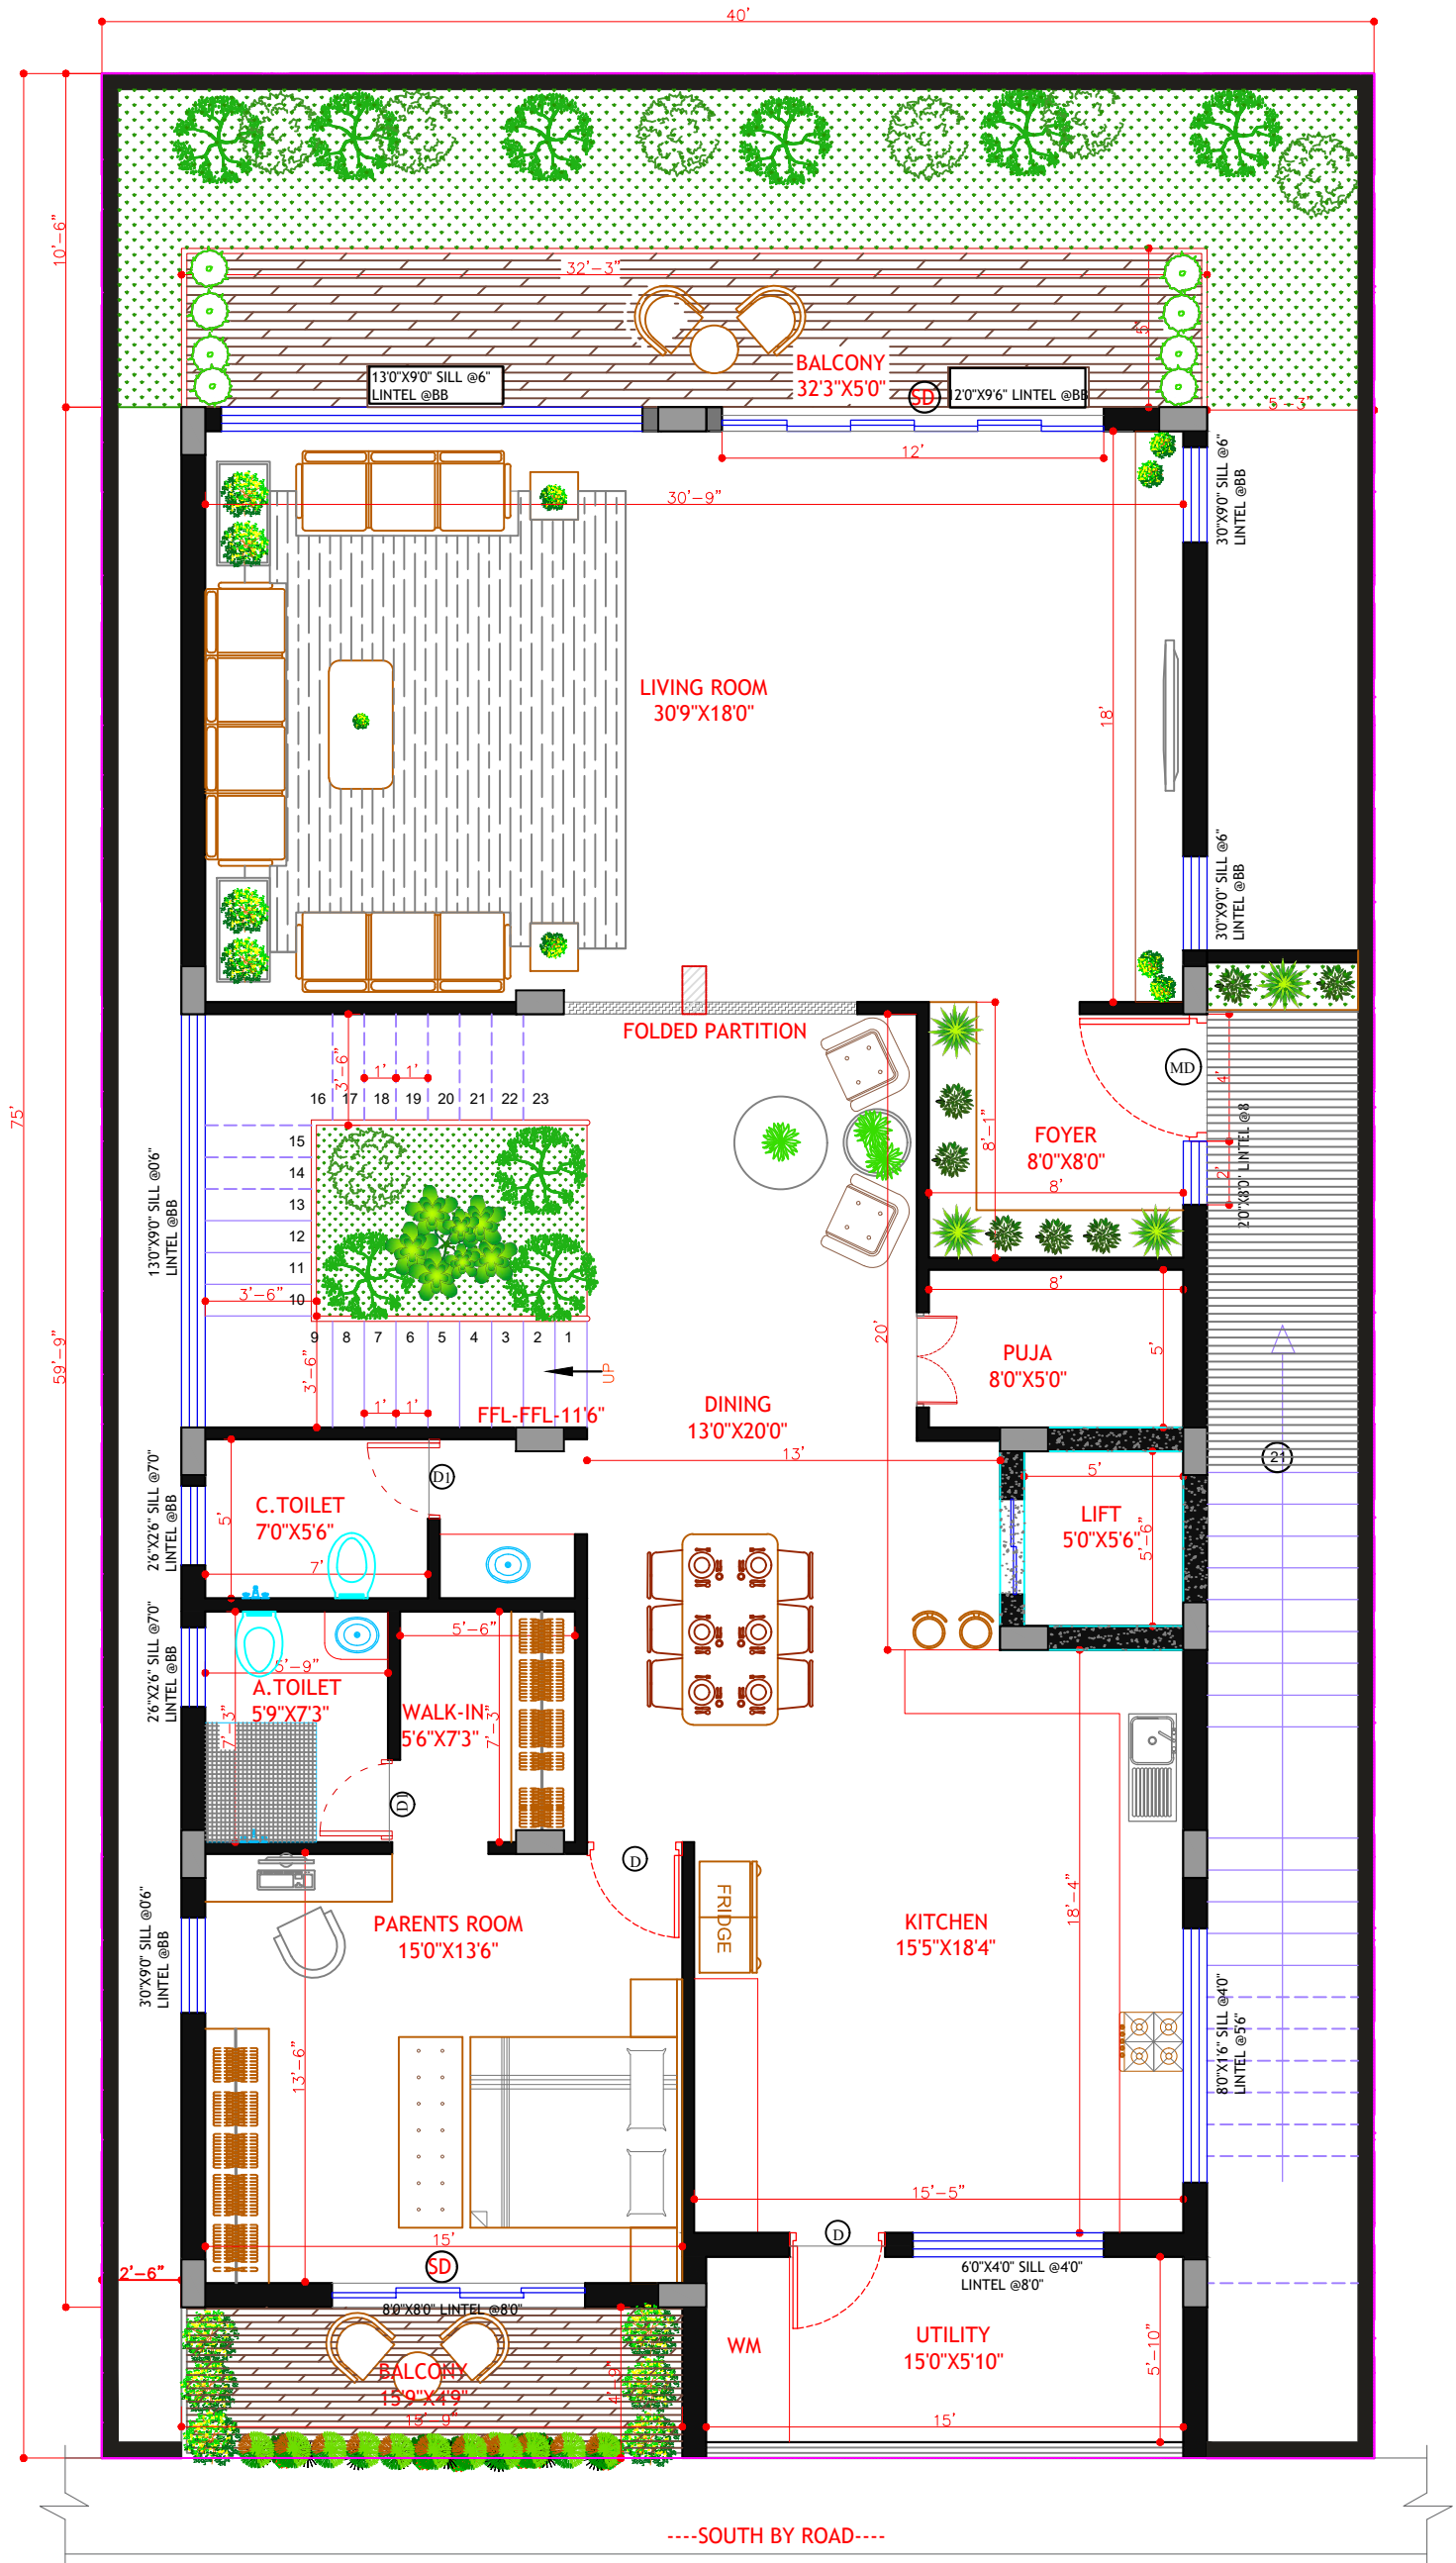 40'
10'-6"
32'-3"
5'
BALCONY
32'3"X5'0"
13'0"X9'0" SILL @6"
LINTEL @BB
SD
12'0"X9'6" LINTEL @BB
5'-3"
12'
30'-9"
3'0"X9'0" SILL @6"
LINTEL @BB
LIVING ROOM
30'9"X18'0"
18'
3'0"X9'0" SILL @6"
LINTEL @BB
FOLDED PARTITION
3'-6"
1' 1'
16 17 18 19 20 21 22 23
MD
4'
75'
15
14
13
12
11
10
13'0"X9'0" SILL @0'6"
LINTEL @BB
8'-1"
FOYER
8'0"X8'0"
8'
2'
2'0"X8'0" LINTEL @8
3'-6"
9 8 7 6 5 4 3 2 1
3'-6"
UP
1' 1'
FFL-FFL-11'6"
59'-9"
20'
8'
PUJA
8'0"X5'0"
5'
DINING
13'0"X20'0"
13'
21
2'6"X2'6" SILL @7'0"
LINTEL @BB
C.TOILET
7'0"X5'6"
5'
7'
D1
5'
LIFT
5'0"X5'6"
5'-6"
2'6"X2'6" SILL @7'0"
LINTEL @BB
5'-9"
A.TOILET
5'9"X7'3"
7'-3"
5'-6"
WALK-IN
5'6"X7'3"
7'-3"
D1
D
3'0"X9'0" SILL @0'6"
LINTEL @BB
PARENTS ROOM
15'0"X13'6"
13'-6"
FRIDGE
KITCHEN
15'5"X18'4"
18'-4"
8'0"X1'6" SILL @4'0"
LINTEL @5'6"
15'-5"
15'
SD
D
2'-6"
6'0"X4'0" SILL @4'0"
LINTEL @8'0"
8'0"X8'0" LINTEL @8'0"
BALCONY
15'9"X4'9"
15'-9"
4'-9"
WM
UTILITY
15'0"X5'10"
5'-10"
15'
----SOUTH BY ROAD----